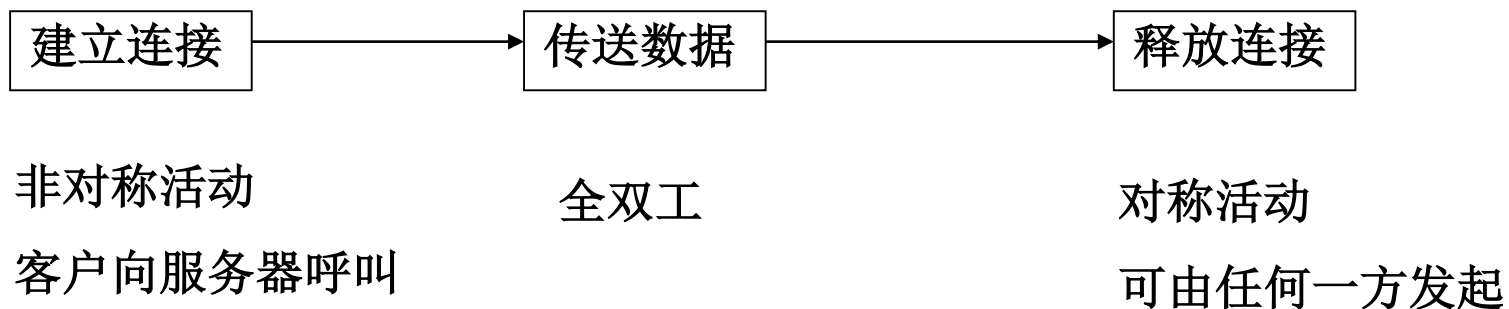 建立连接
传送数据
释放连接
非对称活动
客户向服务器呼叫
全双工
对称活动
可由任何一方发起